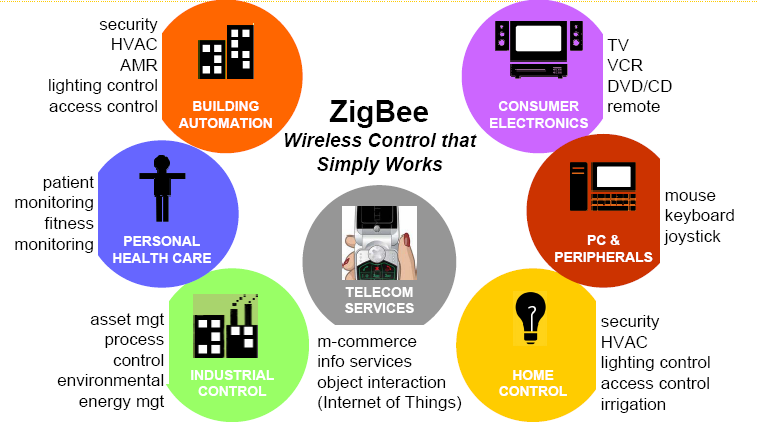 security
HVAC
AMR
lighting control
access control
BUILDING
AUTOMATION
ZigBee
Wireless Control that
Simply Works
CONSUMER
ELECTRONICS
TV
VCR
DVD/CD
remote
patient
monitoring
fitness
monitoring
PERSONAL
HEALTH CARE
TELECOM
SERVICES
m-commerce
info services
object interaction
(Internet of Things)
PC &
PERIPHERALS
mouse
keyboard
joystick
asset mgt
process
control
environmental
energy mgt
INDUSTRIAL
CONTROL
HOME
CONTROL
security
HVAC
lighting control
access control
irrigation